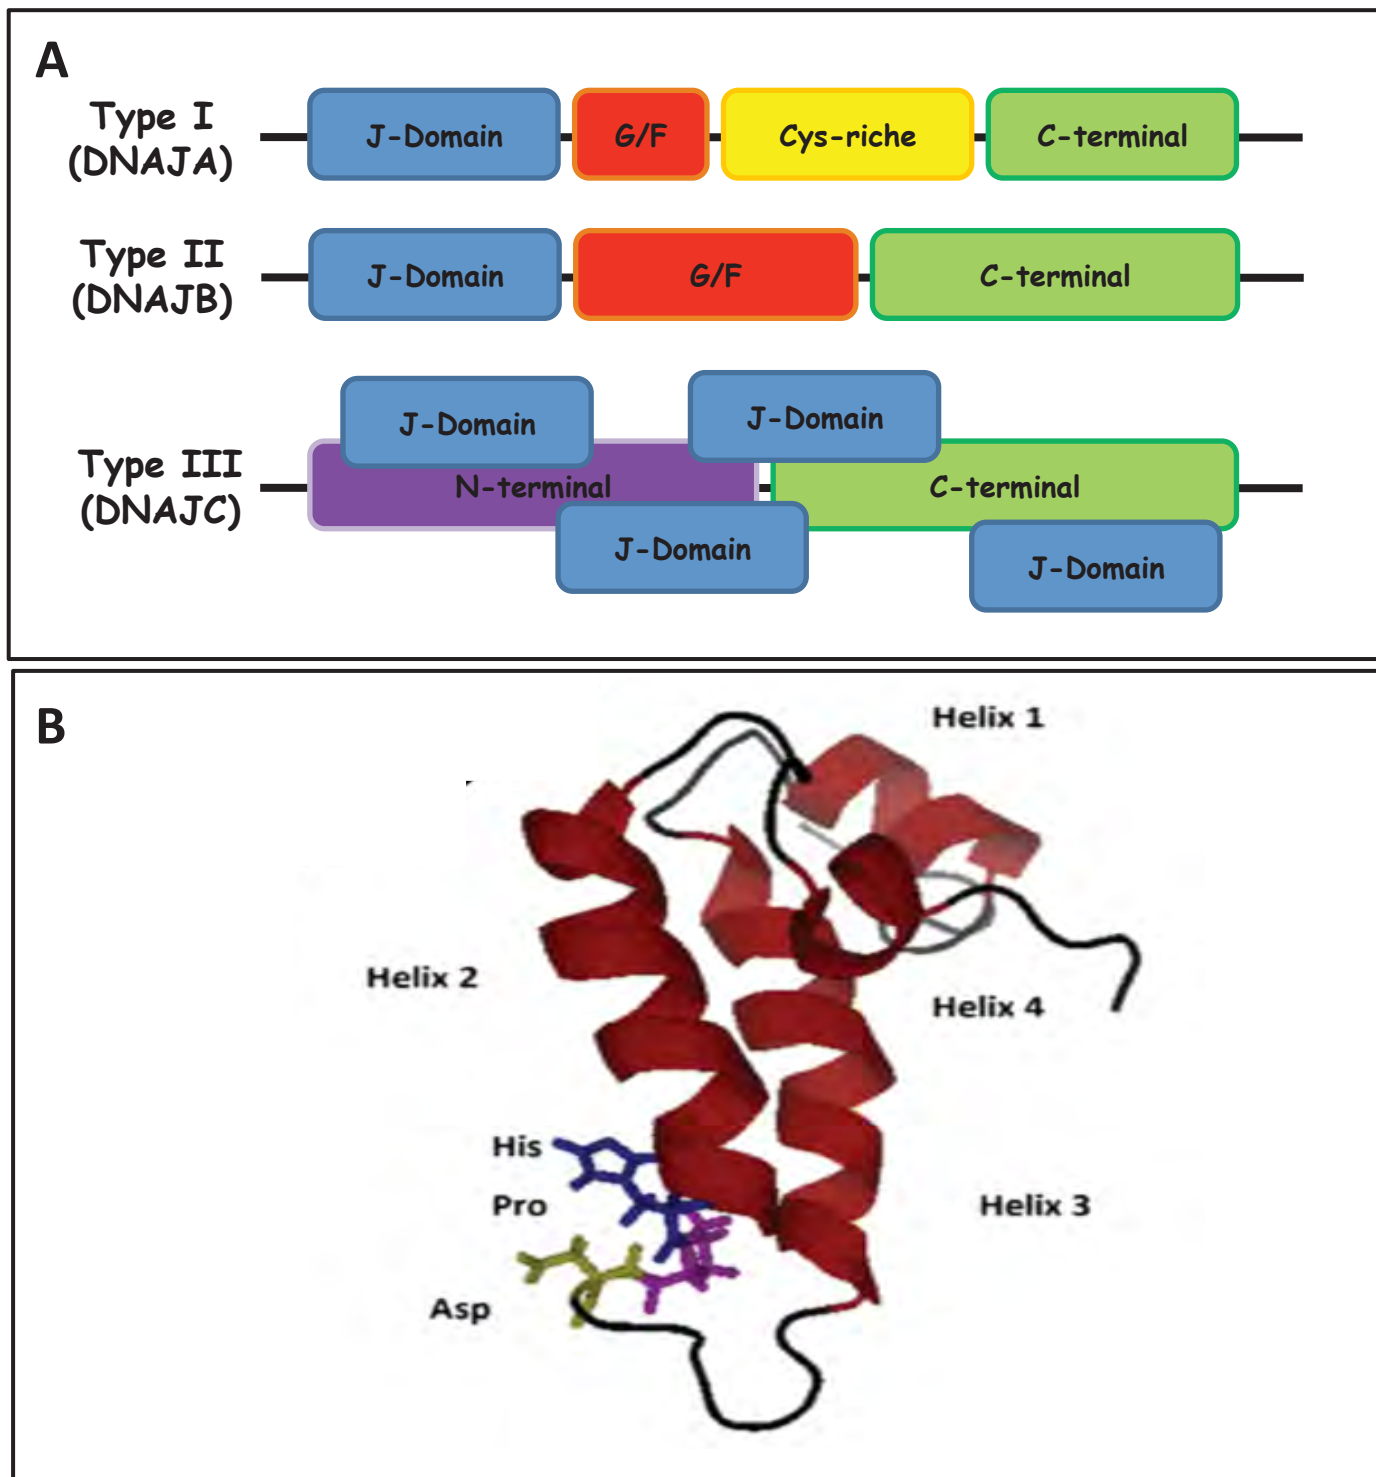 A
Type I
(DNAJA)
J-Domain
G/F
Cys-riche
C-terminal
Type II
(DNAJB)
J-Domain
G/F
C-terminal
Type III
(DNAJC)
J-Domain
J-Domain
N-terminal
C-terminal
J-Domain
J-Domain
B
Helix 1
Helix 2
Helix 4
His
Pro
Helix 3
Asp